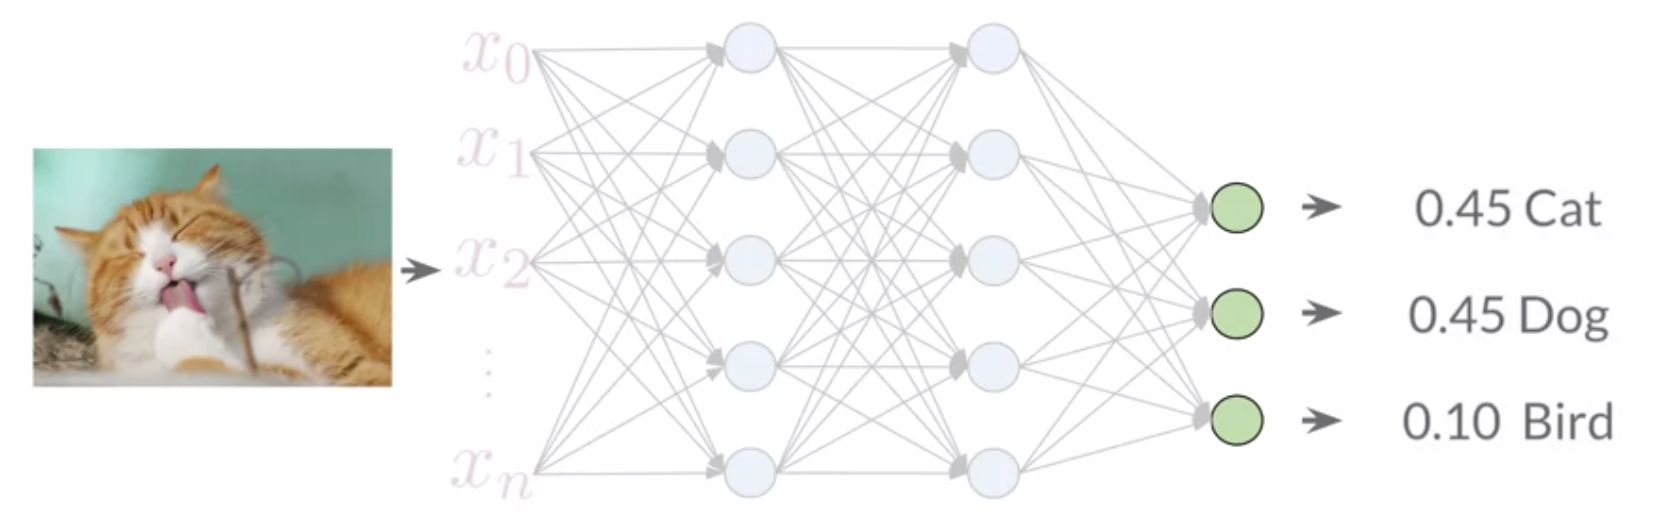 x₀
x₁
x₂
⋮
xₙ
0.45 Cat
0.45 Dog
0.10 Bird